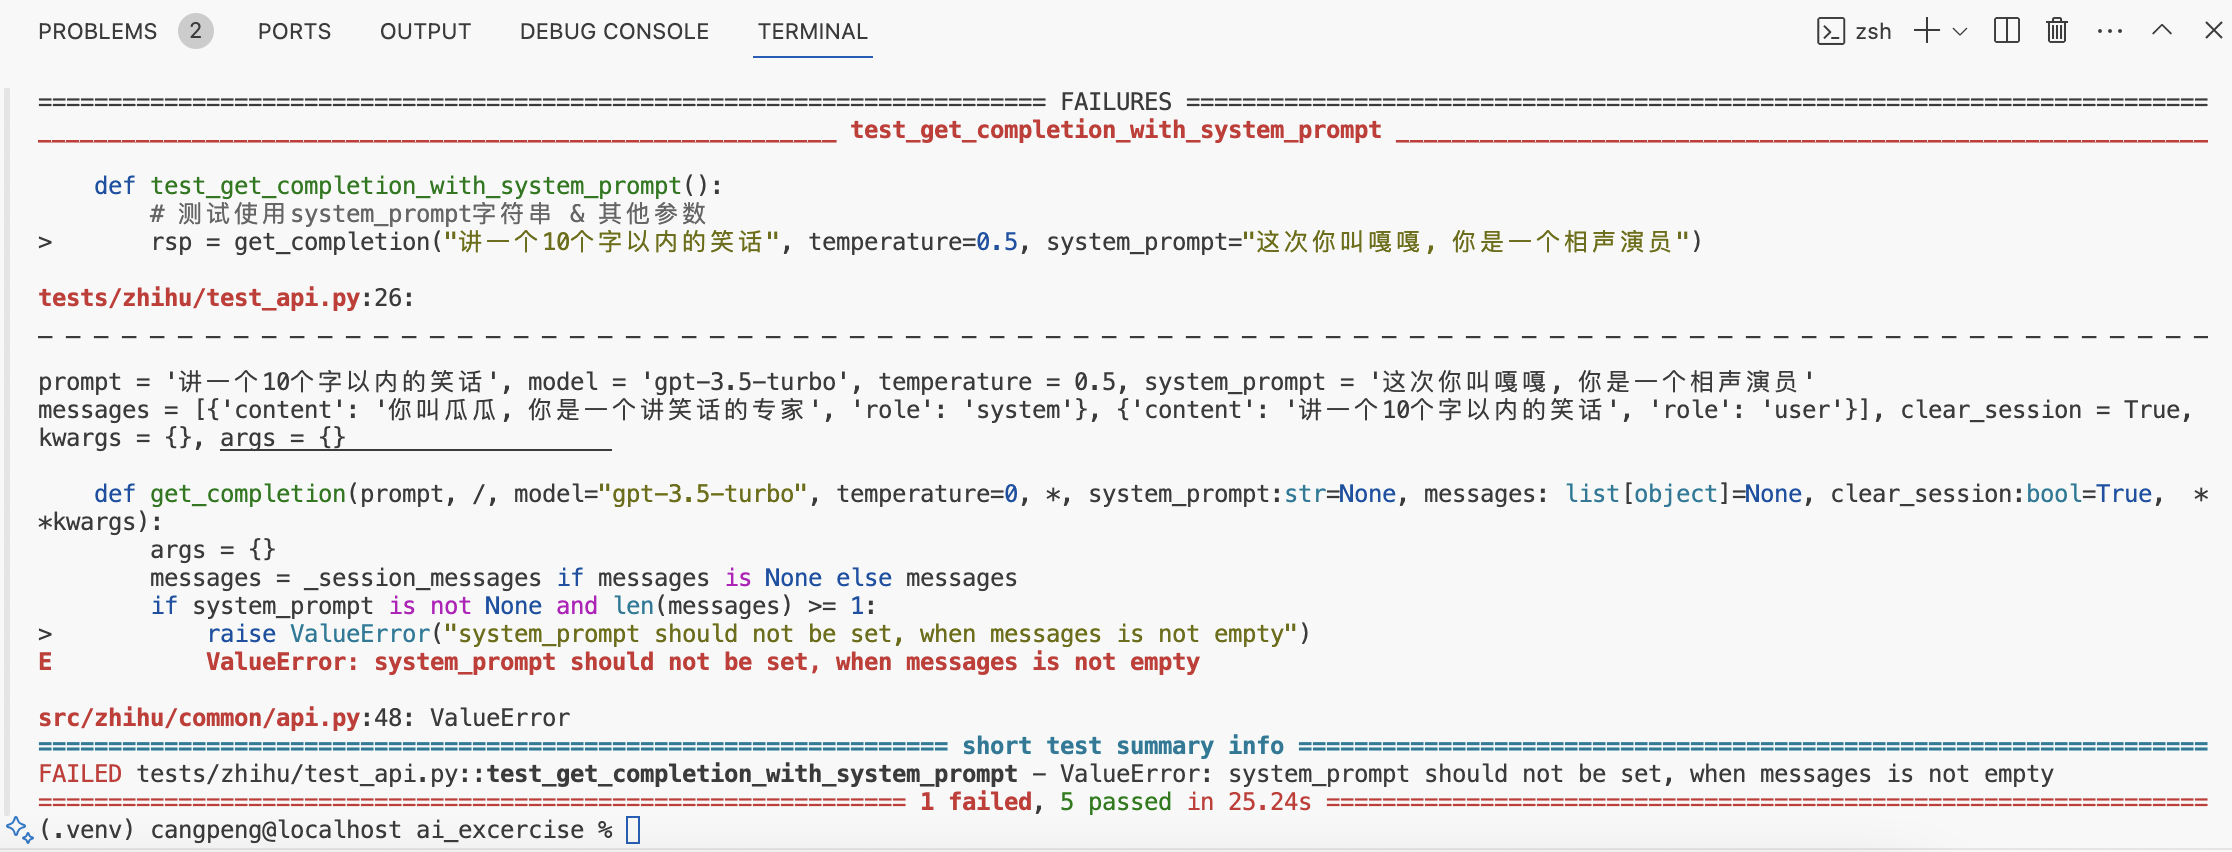 PROBLEMS 2 PORTS OUTPUT DEBUG CONSOLE TERMINAL zsh
======================================================================== FAILURES =========================================================================
_________________________________________________________ test_get_completion_with_system_prompt __________________________________________________________
def test_get_completion_with_system_prompt():
# 测试使用system_prompt字符串 & 其他参数
> rsp = get_completion("讲一个10个字以内的笑话", temperature=0.5, system_prompt="这次你叫嘎嘎, 你是一个相声演员")
tests/zhihu/test_api.py:26:
_ _ _ _ _ _ _ _ _ _ _ _ _ _ _ _ _ _ _ _ _ _ _ _ _ _ _ _ _ _ _ _ _ _ _ _ _ _ _ _ _ _ _ _ _ _ _ _ _ _ _ _ _ _ _ _ _ _ _ _ _ _ _ _ _ _ _ _ _ _ _ _ _ _ _ _ _ _
prompt = '讲一个10个字以内的笑话', model = 'gpt-3.5-turbo', temperature = 0.5, system_prompt = '这次你叫嘎嘎, 你是一个相声演员'
messages = [{'content': '你叫瓜瓜, 你是一个讲笑话的专家', 'role': 'system'}, {'content': '讲一个10个字以内的笑话', 'role': 'user'}], clear_session = True,
kwargs = {}, args = {}
def get_completion(prompt, /, model="gpt-3.5-turbo", temperature=0, *, system_prompt:str=None, messages: list[object]=None, clear_session:bool=True, *
*kwargs):
args = {}
messages = _session_messages if messages is None else messages
if system_prompt is not None and len(messages) >= 1:
> raise ValueError("system_prompt should not be set, when messages is not empty")
E ValueError: system_prompt should not be set, when messages is not empty
src/zhihu/common/api.py:48: ValueError
================================================================= short test summary info =================================================================
FAILED tests/zhihu/test_api.py::test_get_completion_with_system_prompt - ValueError: system_prompt should not be set, when messages is not empty
============================================================== 1 failed, 5 passed in 25.24s ===============================================================
(.venv) cangpeng@localhost ai_excercise %